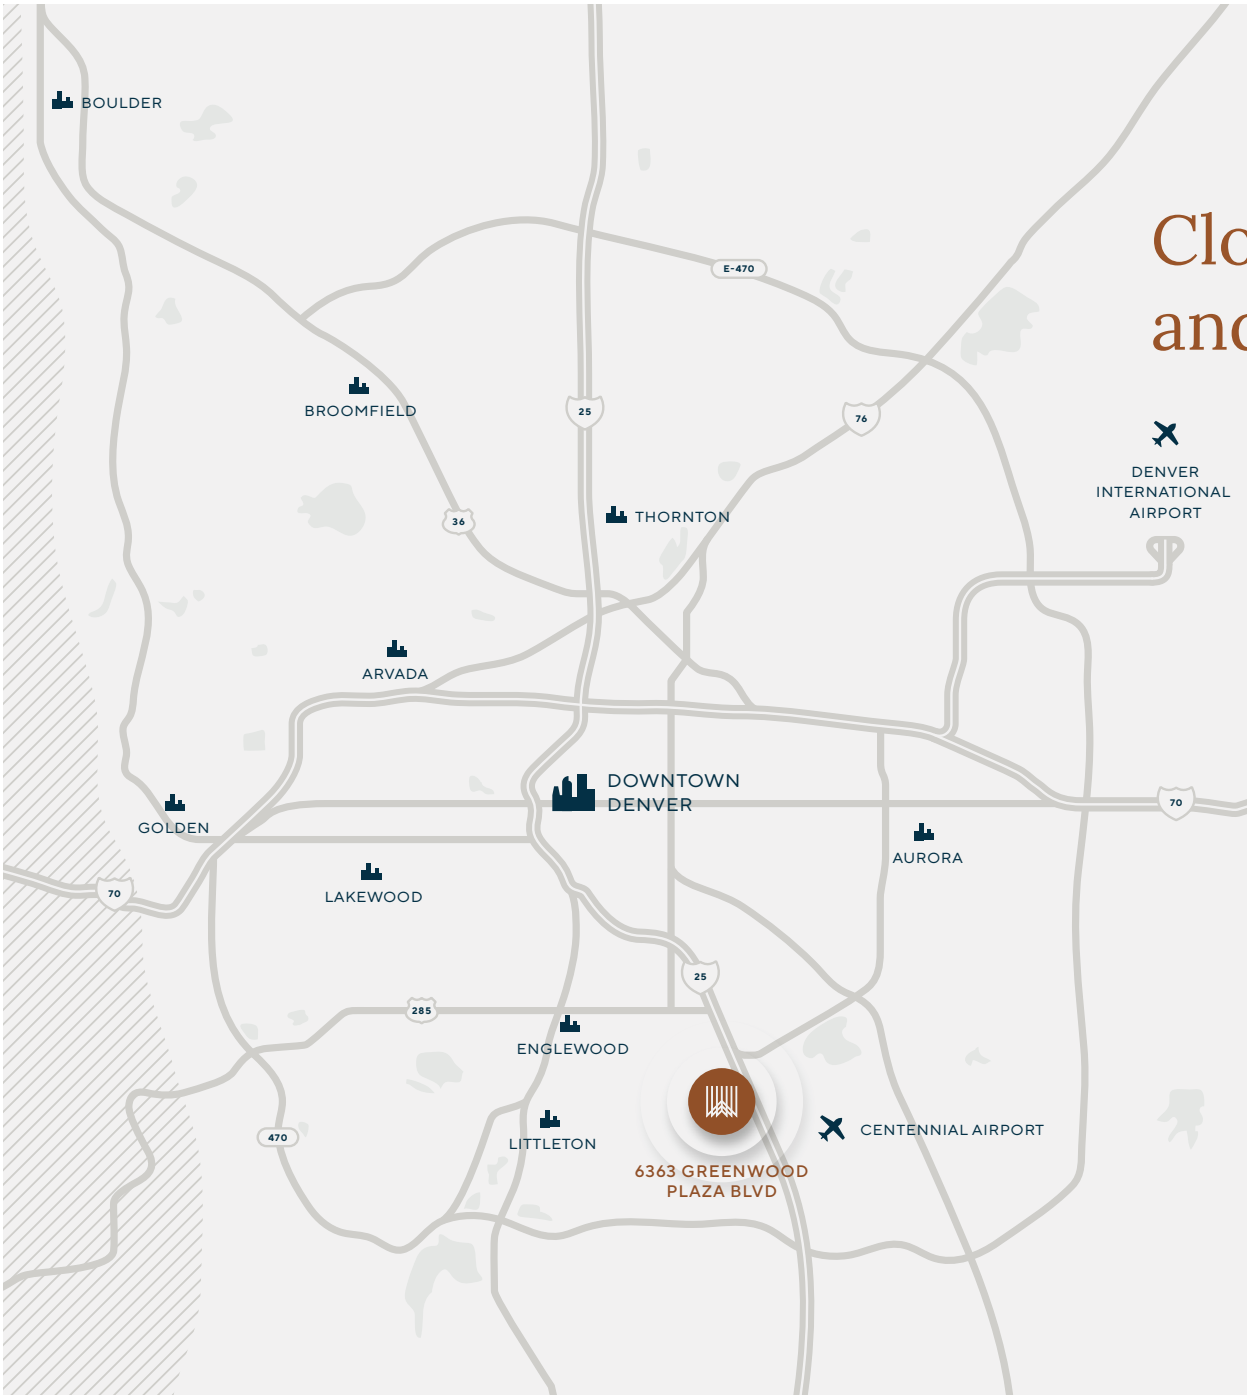 BOULDER
Clo
E-470
and
BROOMFIELD
25
76
DENVER
INTERNATIONAL
AIRPORT
36
THORNTON
ARVADA
DOWNTOWN
DENVER
70
GOLDEN
AURORA
LAKEWOOD
70
25
285
ENGLEWOOD
470
LITTLETON
CENTENNIAL AIRPORT
6363 GREENWOOD
PLAZA BLVD